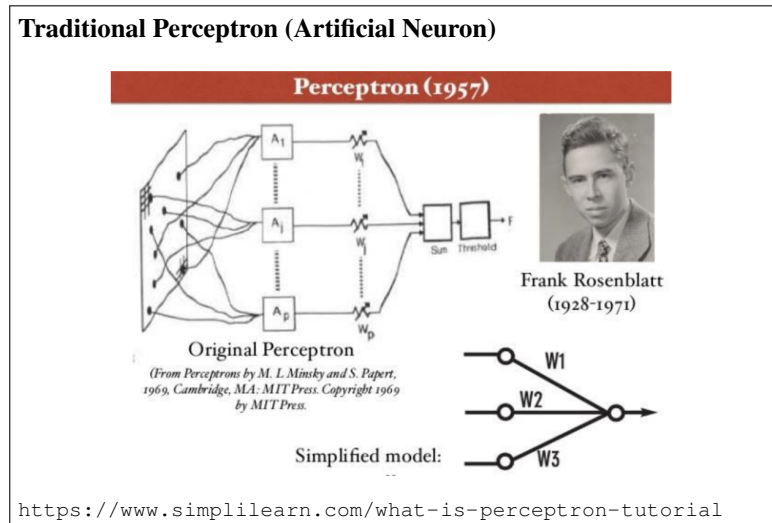 Traditional Perceptron (Artificial Neuron)
Perceptron (1957)
A1
Wi
Aj
Wj
Sum
Threshold
F
Ap
Wp
Frank Rosenblatt
(1928-1971)
Original Perceptron
(From Perceptrons by M. L Minsky and S. Papert,
1969, Cambridge, MA: MIT Press. Copyright 1969
by MIT Press.
W1
W2
W3
Simplified model:
https://www.simplilearn.com/what-is-perceptron-tutorial